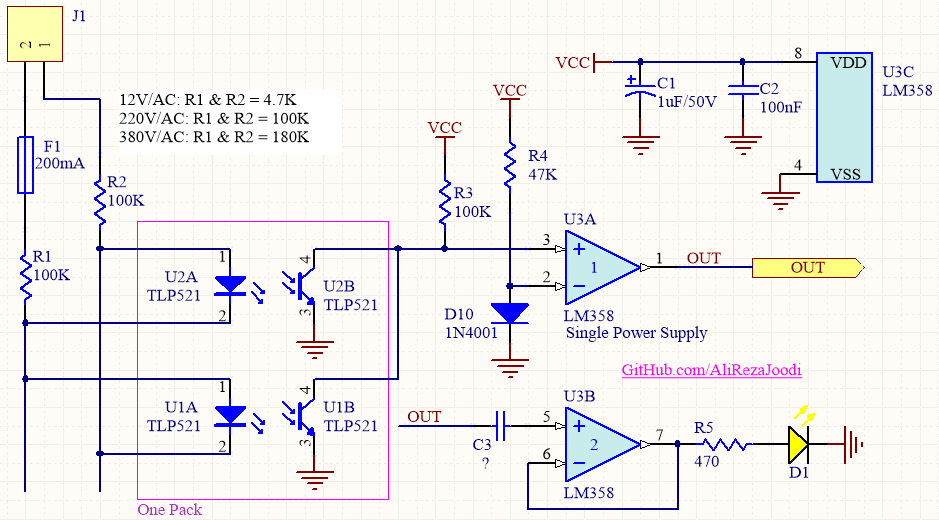 J1
2
1
12V/AC: R1 & R2 = 4.7K
220V/AC: R1 & R2 = 100K
380V/AC: R1 & R2 = 180K
F1
200mA
R2
100K
R1
100K
VCC
8
VDD
U3C
LM358
C1
1uF/50V
C2
100nF
4
VSS
VCC
VCC
R4
47K
R3
100K
U3A
3
2
1
1
OUT
OUT
LM358
Single Power Supply
D10
1N4001
1
U2A
TLP521
2
4
U2B
TLP521
3
1
U1A
TLP521
2
4
U1B
TLP521
3
One Pack
GitHub.com/AliRezaJoodi
OUT
C3
?
U3B
5
6
2
7
LM358
R5
470
D1